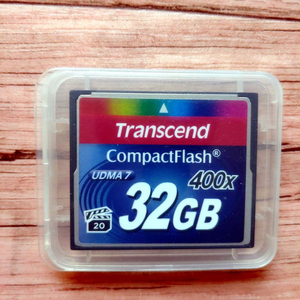 Transcend
CompactFlash®
UDMA 7
400x
32GB
20